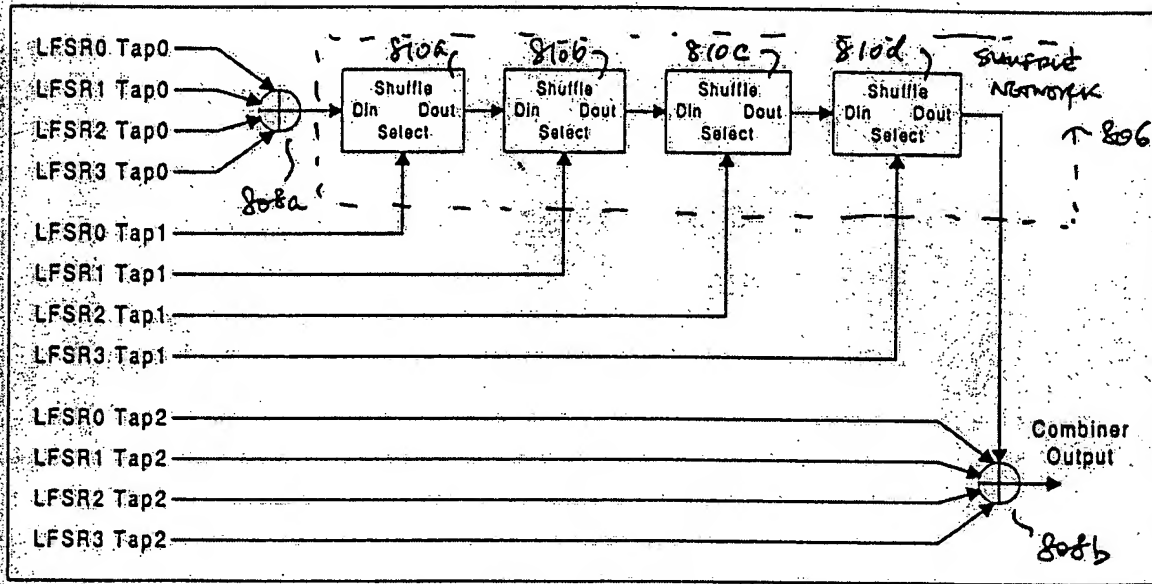 LFSR0 Tap0
LFSR1 Tap0
LFSR2 Tap0
LFSR3 Tap0
808a
810a
810b
810c
810d
SHUFFLE
NETWORK
806
Shuffle
Din Dout
Select
Shuffle
Din Dout
Select
Shuffle
Din Dout
Select
Shuffle
Din Dout
Select
LFSR0 Tap1
LFSR1 Tap1
LFSR2 Tap1
LFSR3 Tap1
LFSR0 Tap2
LFSR1 Tap2
LFSR2 Tap2
LFSR3 Tap2
Combiner
Output
808b